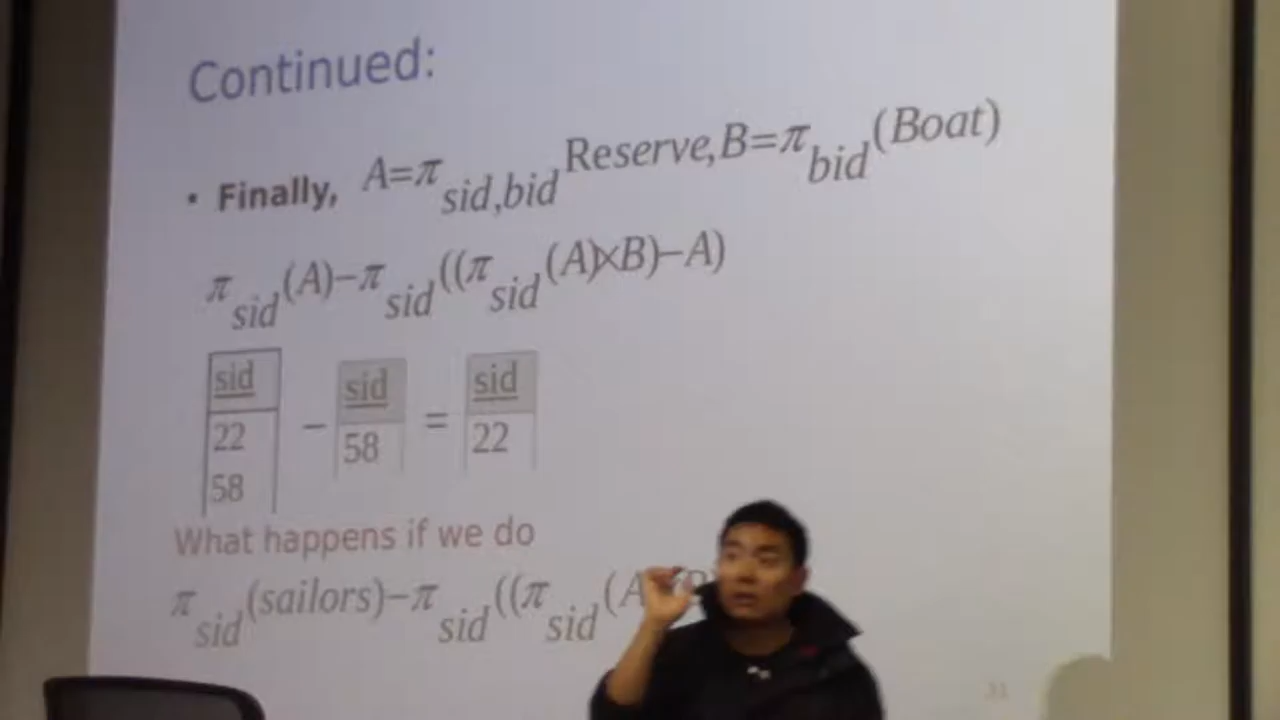 Continued:
• Finally, A=π sid,bid Reserve,B=π bid (Boat)
π sid (A)−π sid ((π sid (A)×B)−A)
sid sid sid
22 − 58 = 22
58
What happens if we do
π sid (sailors)−π sid ((π sid (A×B
31